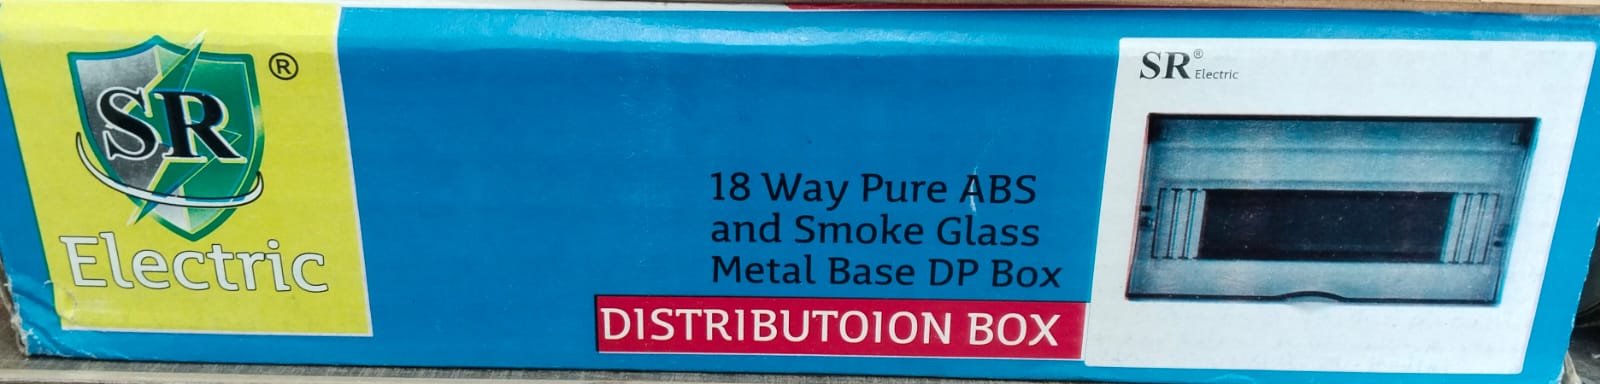 SR ®
Electric
18 Way Pure ABS
and Smoke Glass
Metal Base DP Box
DISTRIBUTOION BOX
SR®
Electric